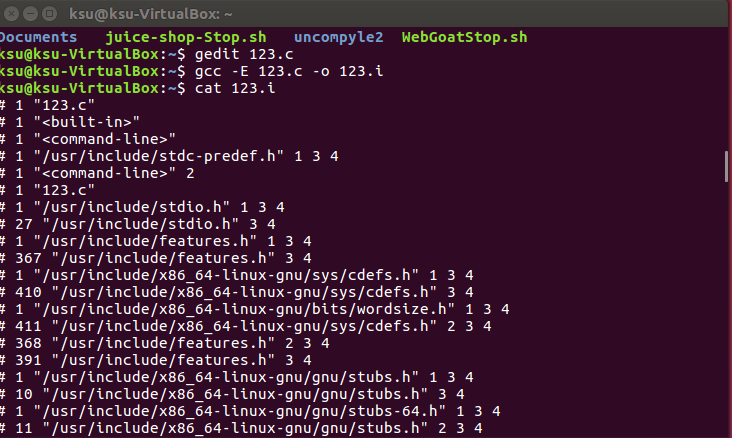 ksu@ksu-VirtualBox: ~
Documents juice-shop-Stop.sh uncompyle2 WebGoatStop.sh
ksu@ksu-VirtualBox:~$ gedit 123.c
ksu@ksu-VirtualBox:~$ gcc -E 123.c -o 123.i
ksu@ksu-VirtualBox:~$ cat 123.i
# 1 "123.c"
# 1 "<built-in>"
# 1 "<command-line>"
# 1 "/usr/include/stdc-predef.h" 1 3 4
# 1 "<command-line>" 2
# 1 "123.c"
# 1 "/usr/include/stdio.h" 1 3 4
# 27 "/usr/include/stdio.h" 3 4
# 1 "/usr/include/features.h" 1 3 4
# 367 "/usr/include/features.h" 3 4
# 1 "/usr/include/x86_64-linux-gnu/sys/cdefs.h" 1 3 4
# 410 "/usr/include/x86_64-linux-gnu/sys/cdefs.h" 3 4
# 1 "/usr/include/x86_64-linux-gnu/bits/wordsize.h" 1 3 4
# 411 "/usr/include/x86_64-linux-gnu/sys/cdefs.h" 2 3 4
# 368 "/usr/include/features.h" 2 3 4
# 391 "/usr/include/features.h" 3 4
# 1 "/usr/include/x86_64-linux-gnu/gnu/stubs.h" 1 3 4
# 10 "/usr/include/x86_64-linux-gnu/gnu/stubs.h" 3 4
# 1 "/usr/include/x86_64-linux-gnu/gnu/stubs-64.h" 1 3 4
# 11 "/usr/include/x86_64-linux-gnu/gnu/stubs.h" 2 3 4